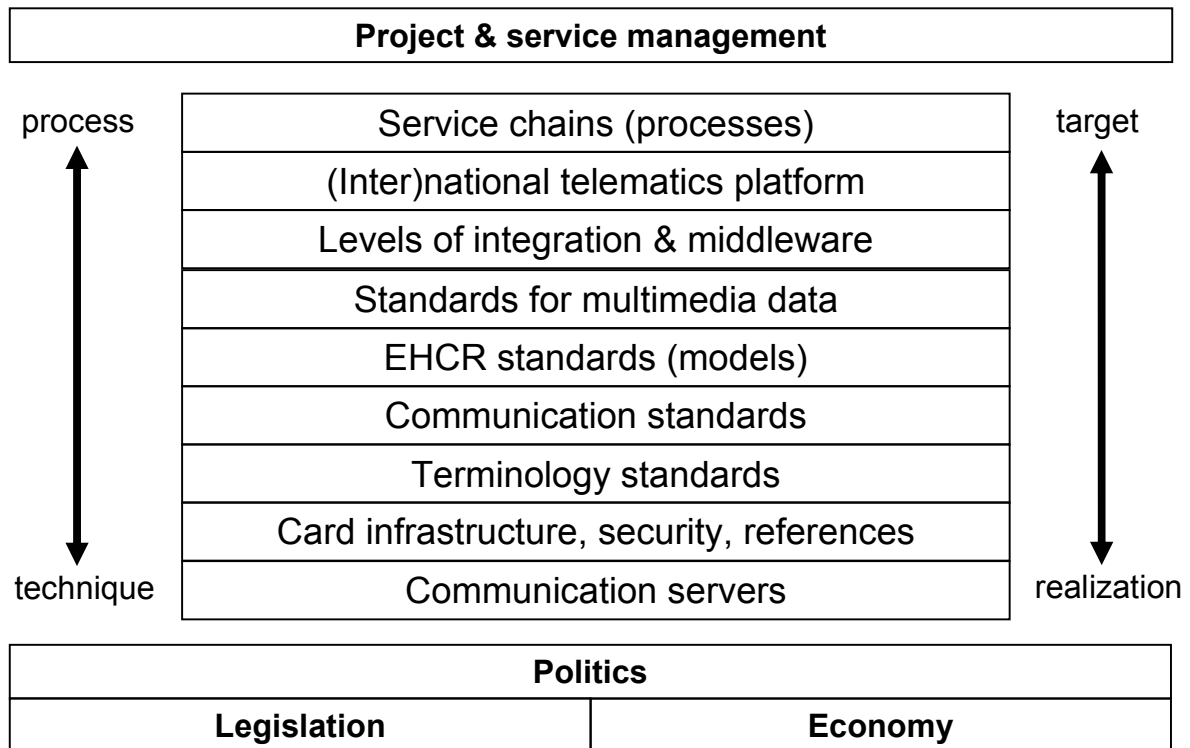 Project & service management
process
target
Service chains (processes)
(Inter)national telematics platform
Levels of integration & middleware
Standards for multimedia data
EHCR standards (models)
Communication standards
Terminology standards
Card infrastructure, security, references
Communication servers
technique
realization
Politics
Legislation
Economy